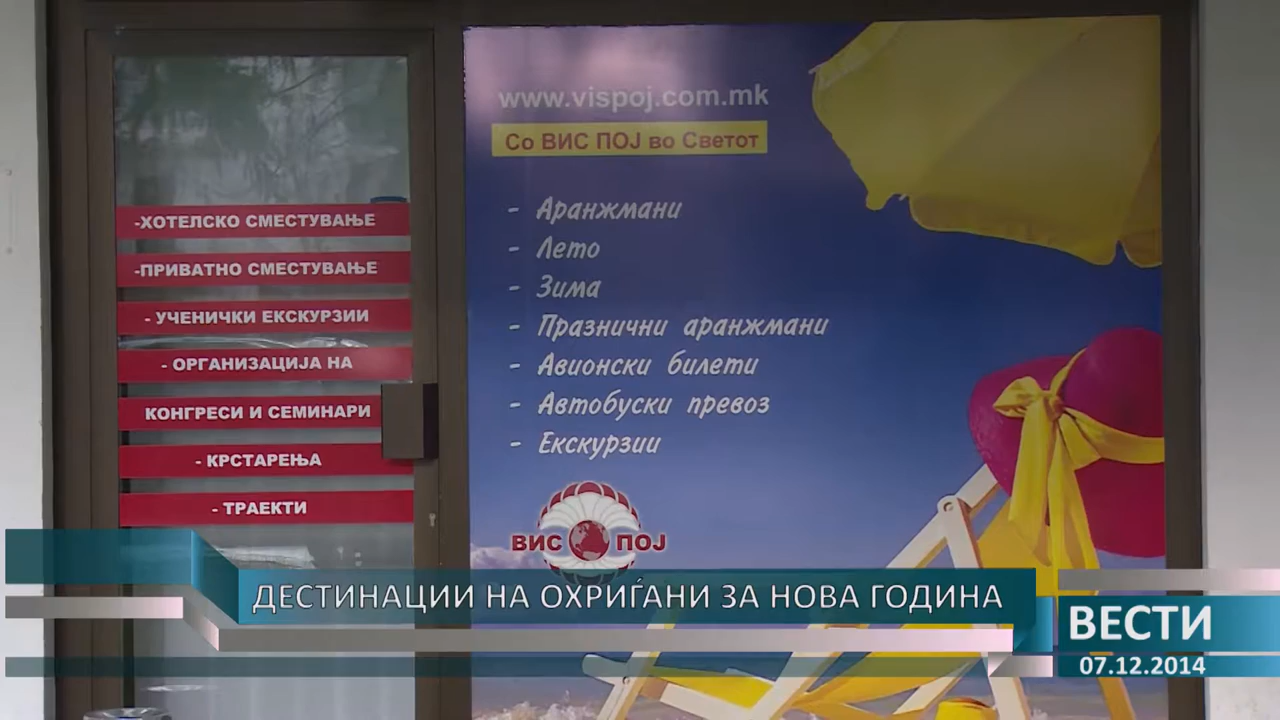 -ХОТЕЛСКО СМЕСТУВАЊЕ
-ПРИВАТНО СМЕСТУВАЊЕ
- УЧЕНИЧКИ ЕКСКУРЗИИ
- ОРГАНИЗАЦИЈА НА
КОНГРЕСИ И СЕМИНАРИ
- КРСТАРЕЊА
- ТРАЕКТИ
www.vispoj.com.mk
Со ВИС ПОЈ во Светот
- Аранжмани
- Лето
- Зима
- Празнични аранжмани
- Авионски билети
- Автобуски превоз
- Екскурзии
ВИС ПОЈ
ДЕСТИНАЦИИ НА ОХРИЃАНИ ЗА НОВА ГОДИНА
ВЕСТИ
07.12.2014